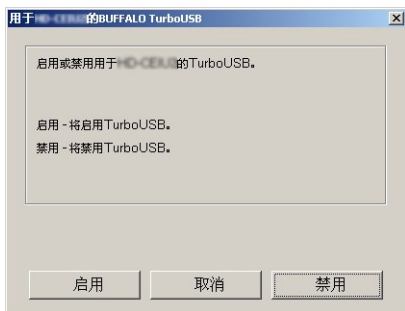 用于 的BUFFALO TurboUSB
启用或禁用用于 的TurboUSB。
启用 - 将启用TurboUSB。
禁用 - 将禁用TurboUSB。
启用
取消
禁用